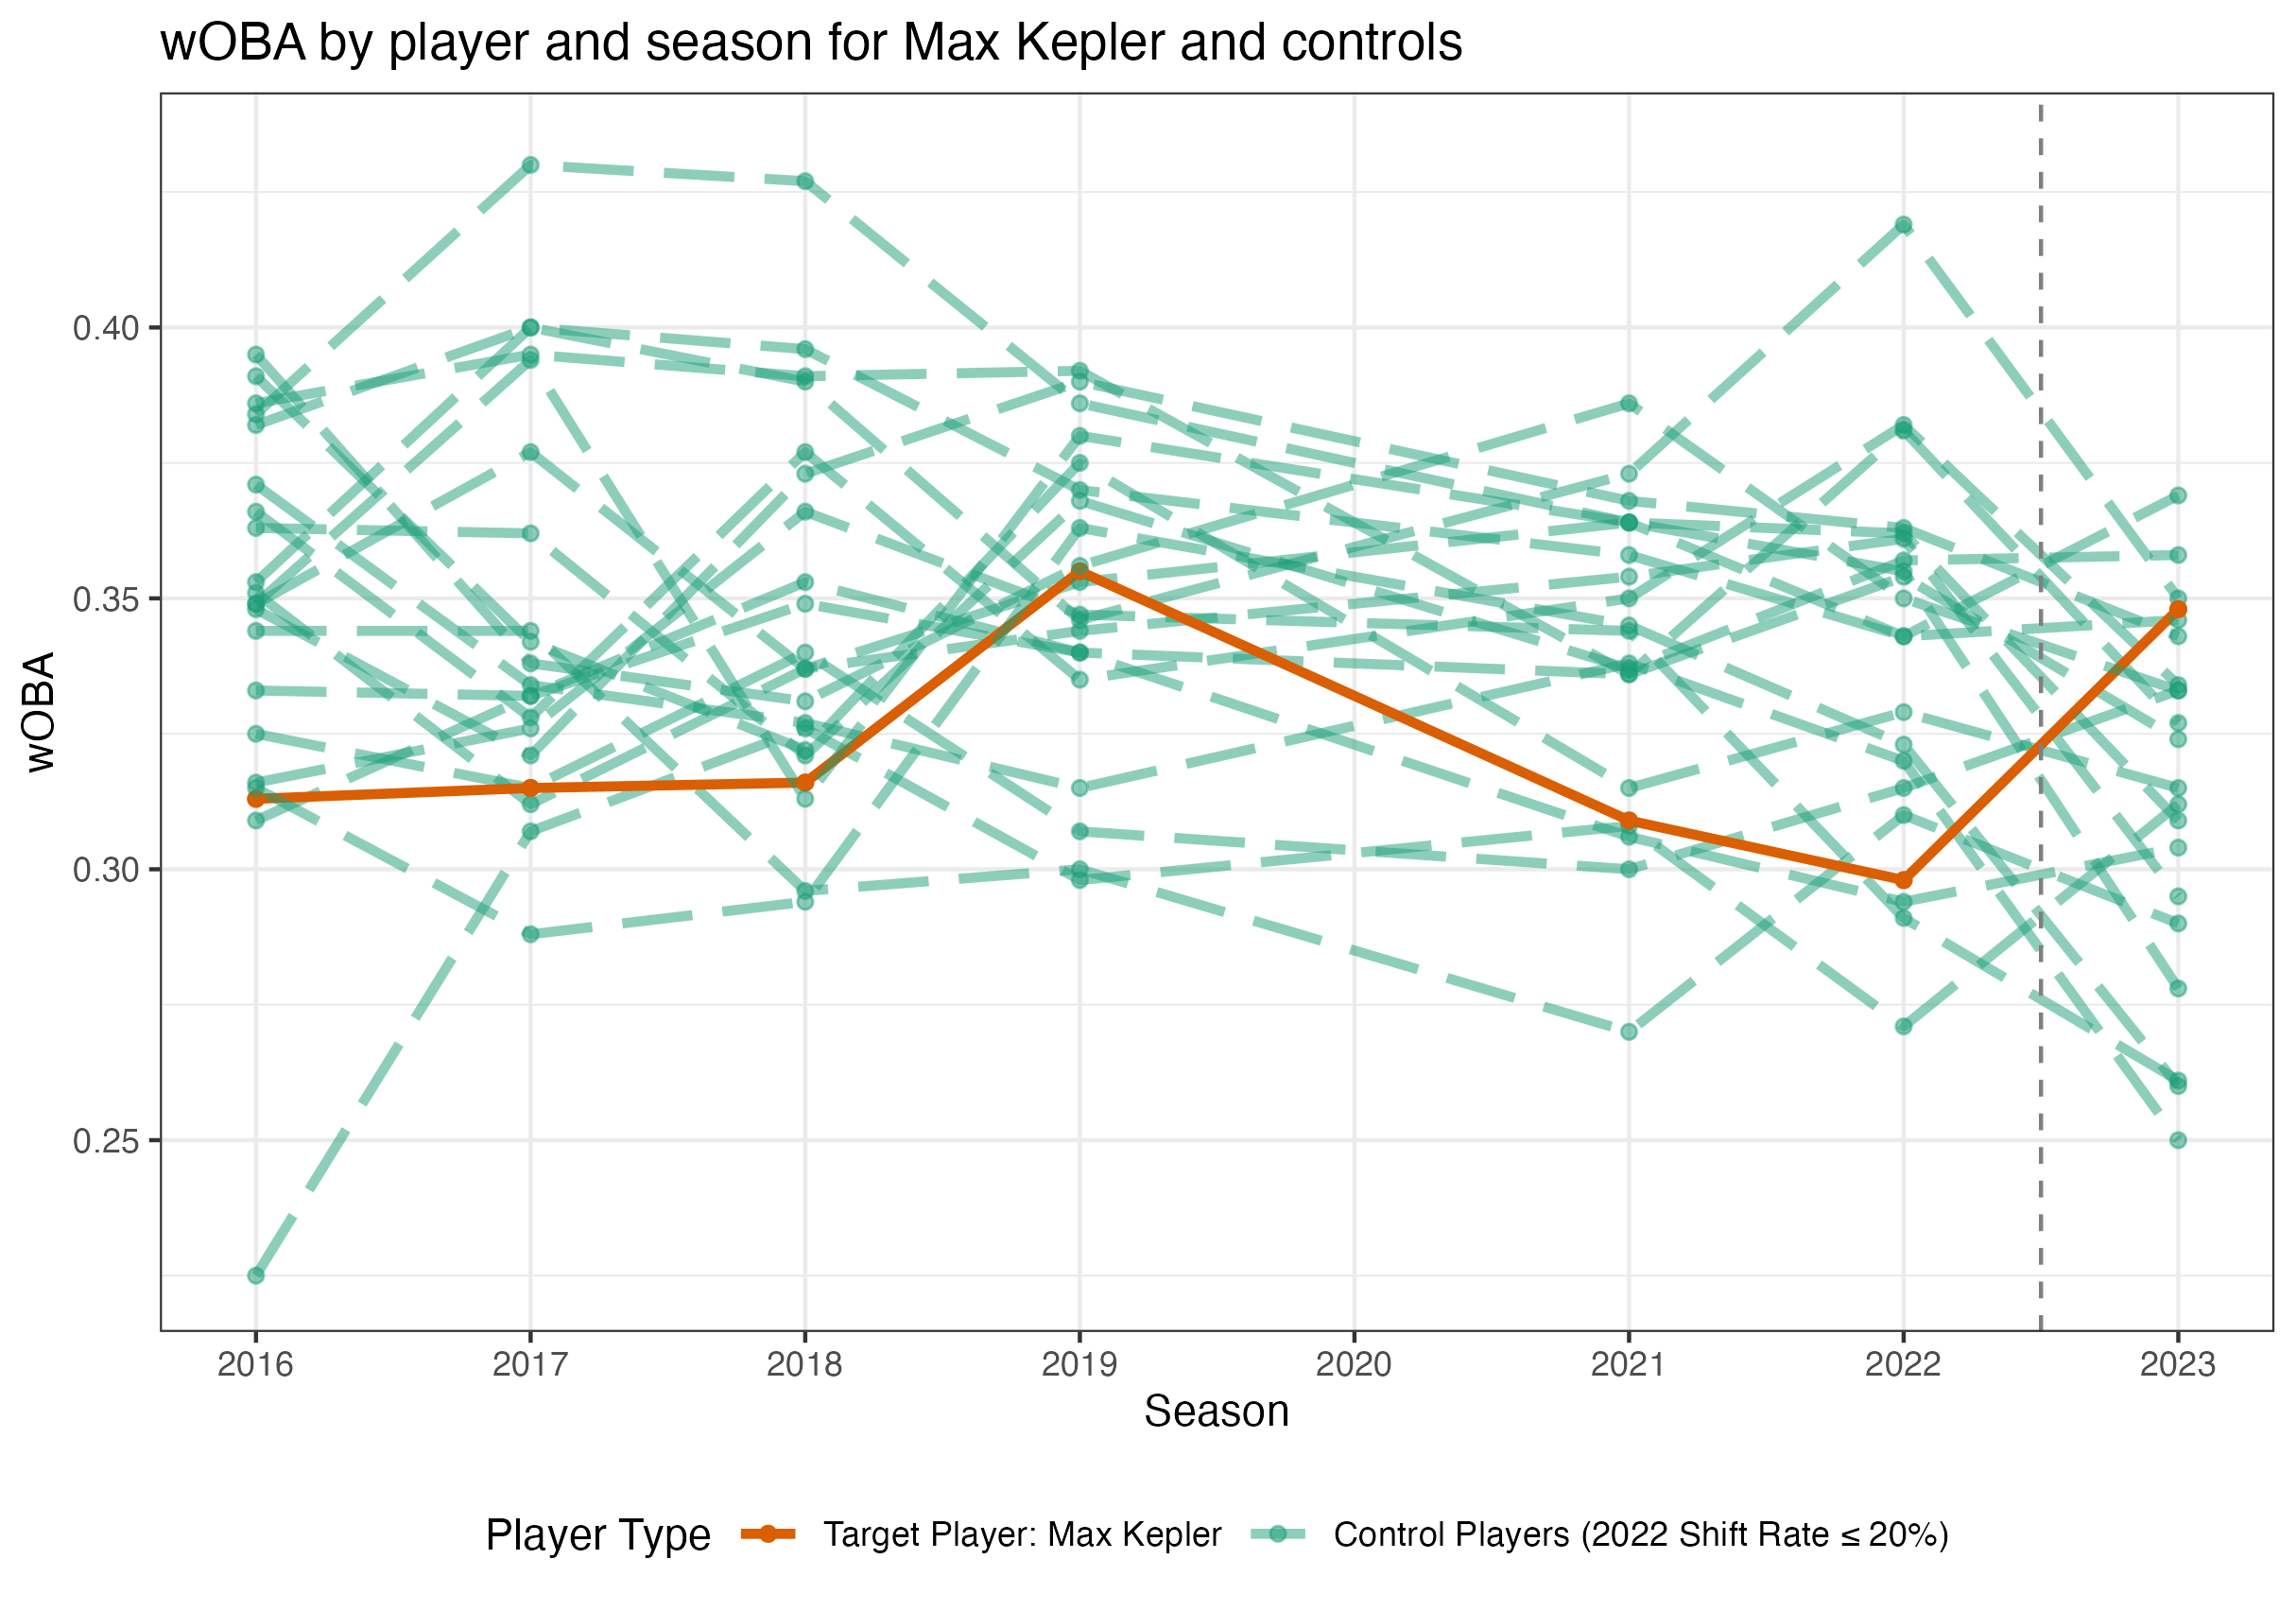 wOBA by player and season for Max Kepler and controls
wOBA
0.40
0.35
0.30
0.25
2016 2017 2018 2019 2020 2021 2022 2023
Season
Player Type Target Player: Max Kepler Control Players (2022 Shift Rate ≤ 20%)